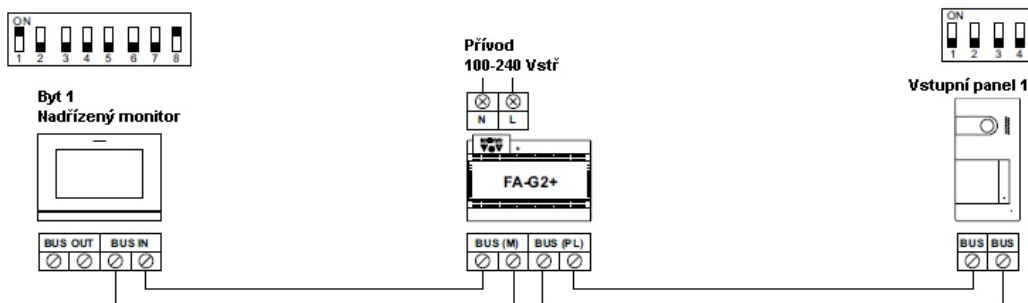 ON
1 2 3 4 5 6 7 8
Byt 1
Nadřízený monitor
BUS OUT BUS IN
Přívod
100-240 Vstř
N L
FA-G2+
BUS (M) BUS (PL)
ON
1 2 3 4
Vstupní panel 1
BUS BUS